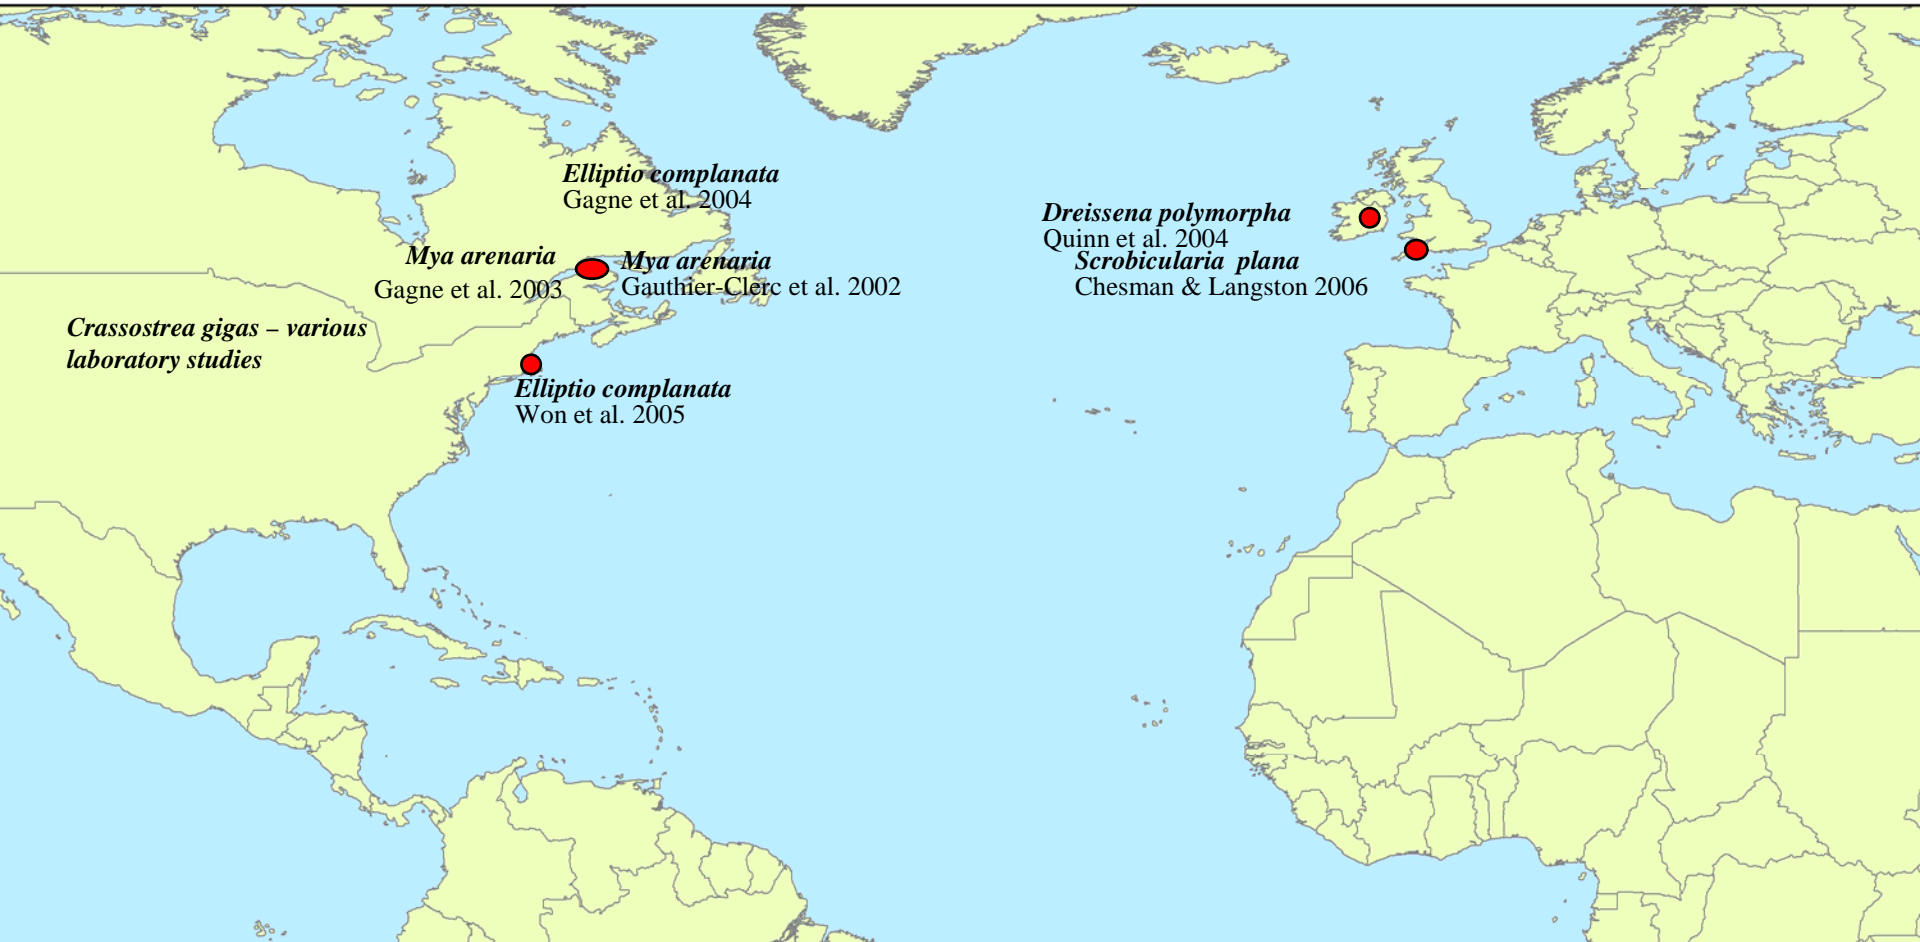 Elliptio complanata
Gagne et al. 2004
Mya arenaria
Gagne et al. 2003
Mya arenaria
Gauthier-Clerc et al. 2002
Crassostrea gigas – various
laboratory studies
Elliptio complanata
Won et al. 2005
Dreissena polymorpha
Quinn et al. 2004
Scrobicularia plana
Chesman & Langston 2006